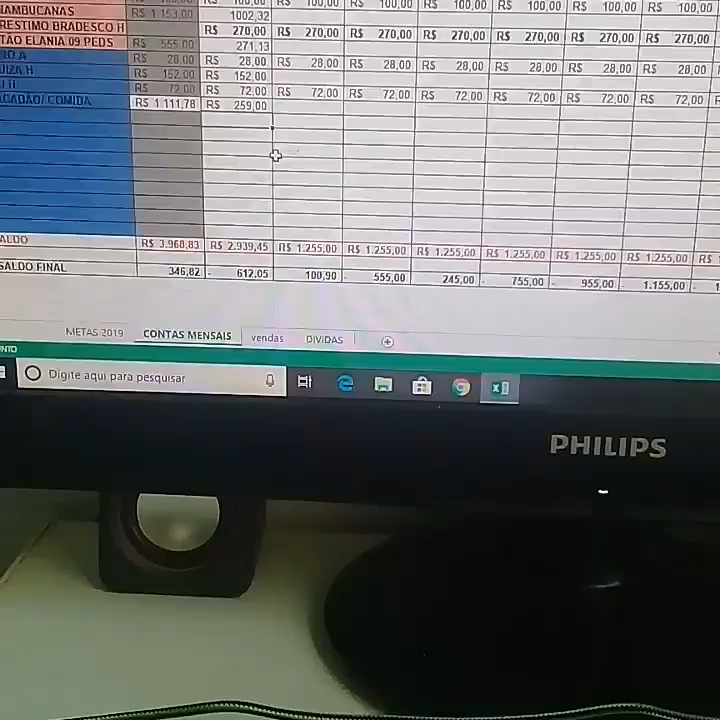 IAMBUCANAS R$ 1 153,00 1002,32
R$ 100,00 R$ 100,00 R$ 100,00 R$ 100,00 R$ 100,00 R$ 100,00
RESTIMO BRADESCO H R$ 270,00 R$ 270,00 R$ 270,00 R$ 270,00 R$ 270,00 R$ 270,00 R$ 270,00
TÃO ELANIA 09 PEDS R$ 555,00 271,13
R$ 28,00 R$ 28,00 R$ 28,00 R$ 28,00 R$ 28,00 R$ 28,00 R$ 28,00 R$ 28,00
UIZA H R$ 152,00 R$ 152,00
R$ 72,00 R$ 72,00 R$ 72,00 R$ 72,00 R$ 72,00 R$ 72,00 R$ 72,00 R$ 72,00
ACADÃO/ COMIDA R$ 1 111,78 R$ 259,00
ALDO R$ 3.968,83 R$ 2.939,45 R$ 1.255,00 R$ 1.255,00 R$ 1.255,00 R$ 1.255,00 R$ 1.255,00 R$ 1.255,00
SALDO FINAL 346,82 - 612,05 100,90 - 555,00 245,00 - 755,00 - 955,00 - 1.155,00 -
METAS 2019 CONTAS MENSAIS vendas DIVIDAS
NTO
Digite aqui para pesquisar
PHILIPS